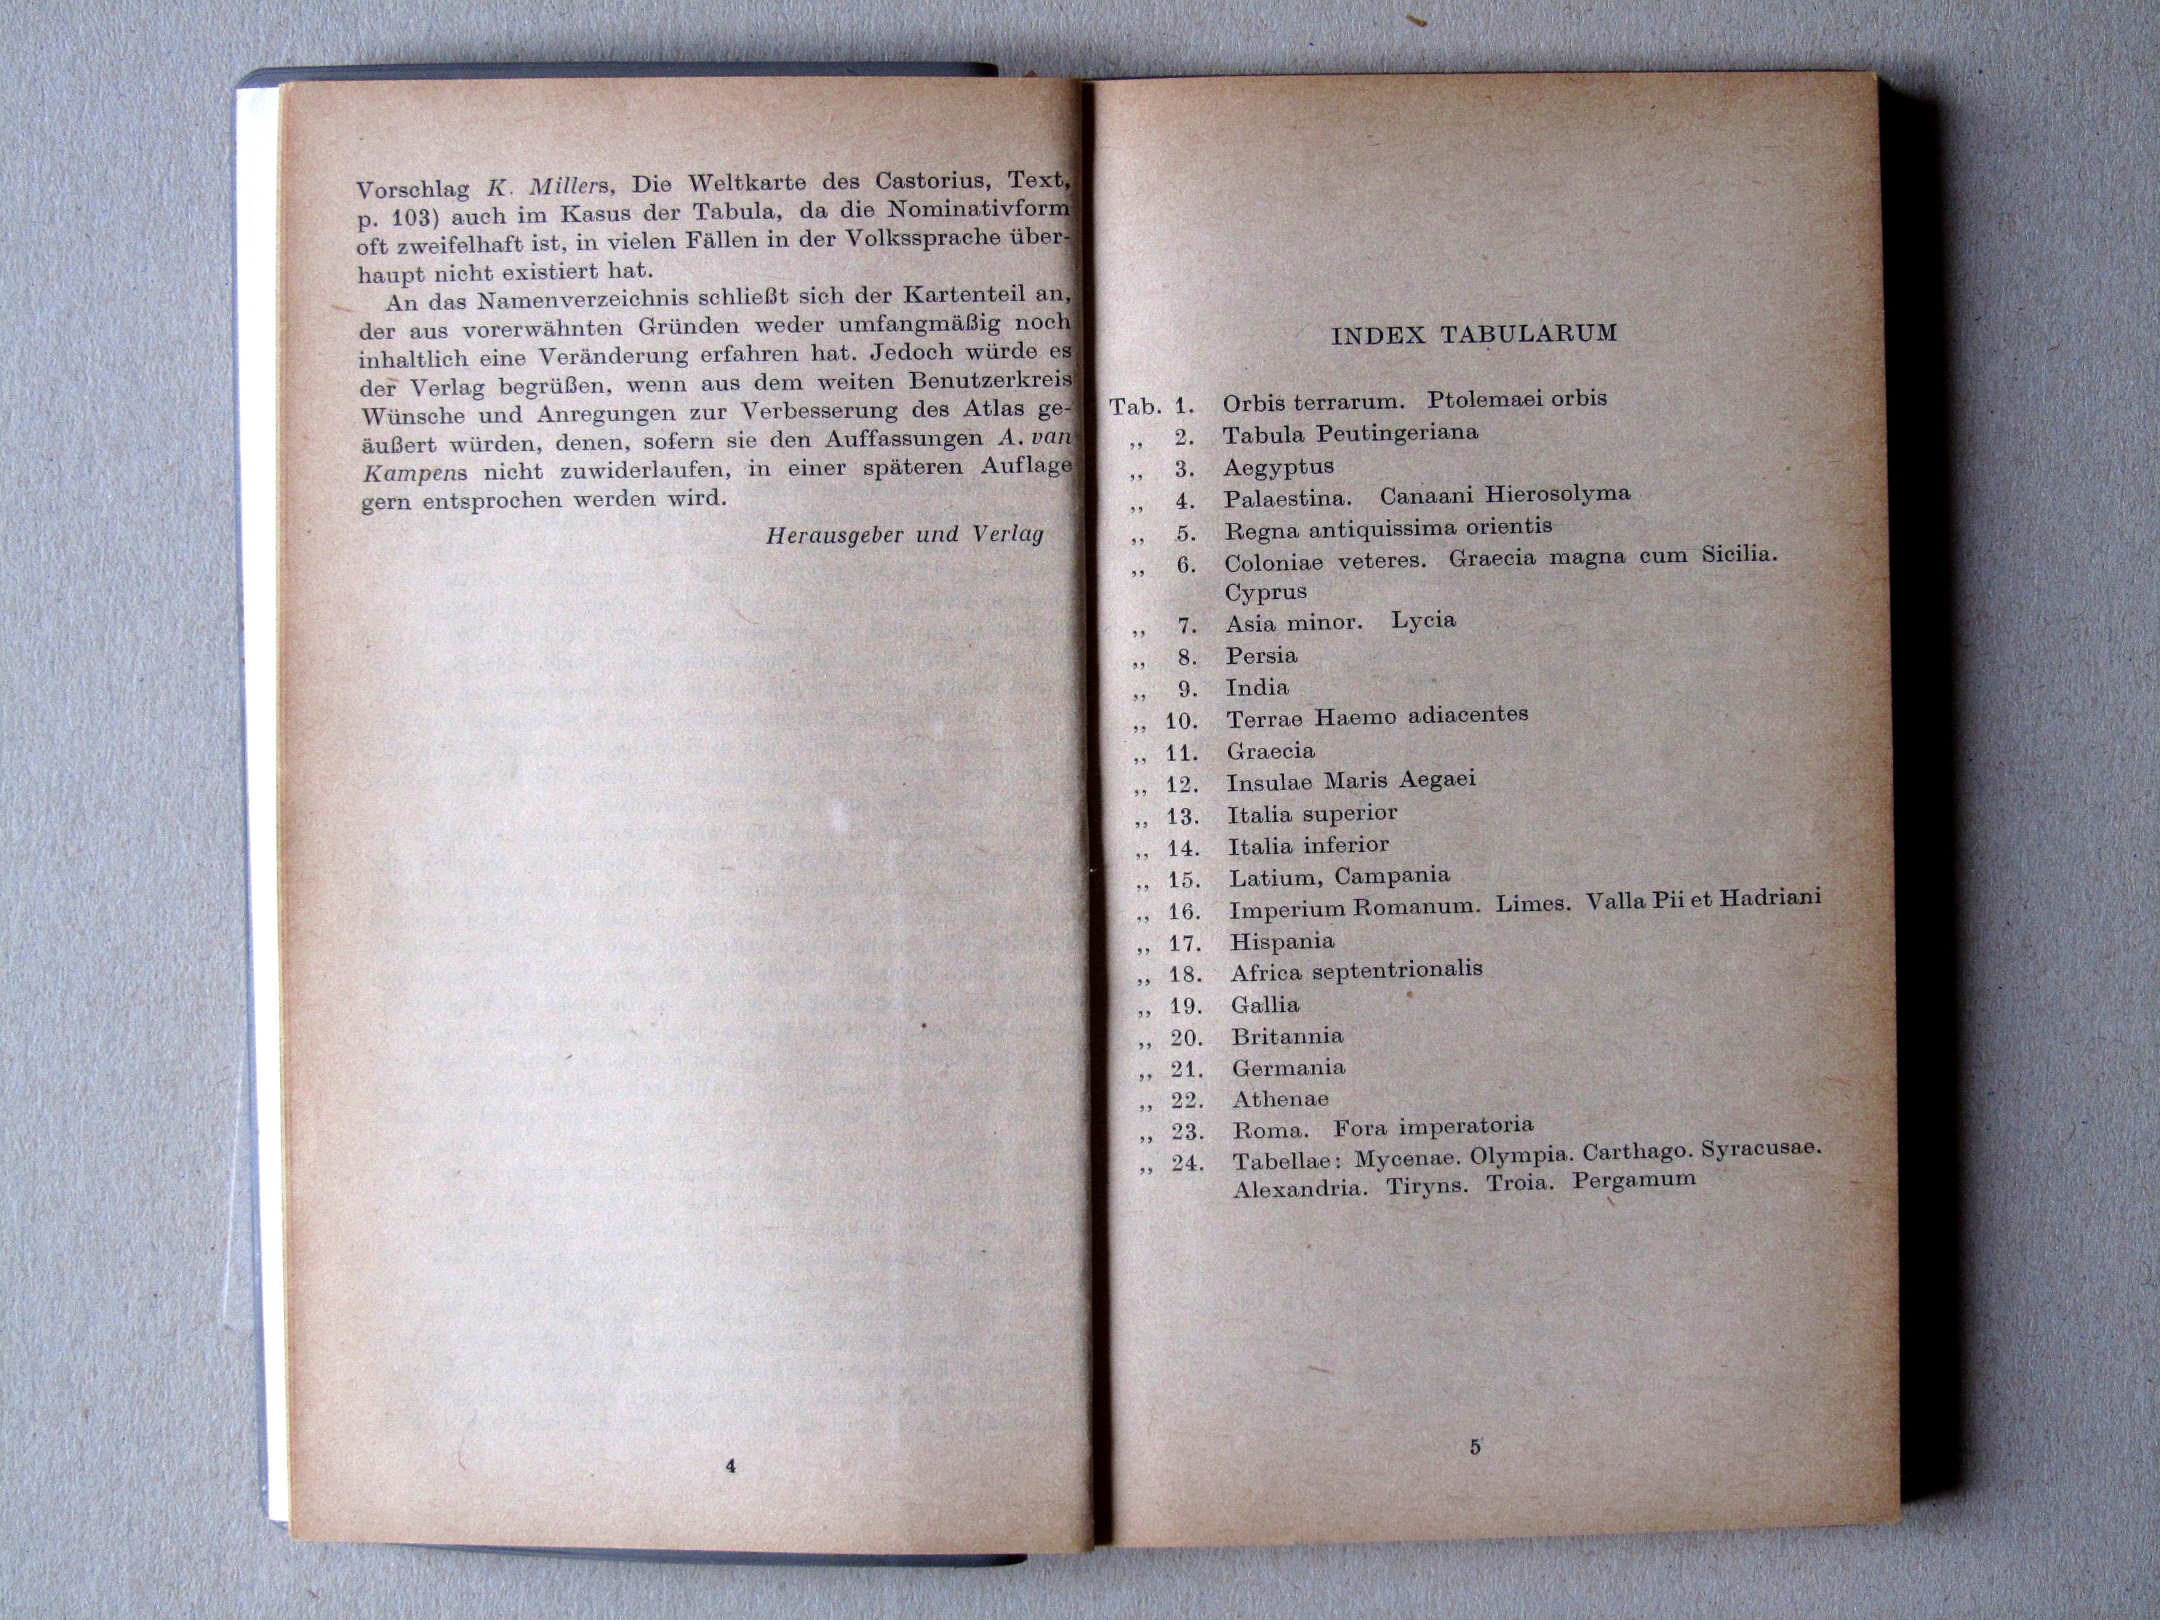 Vorschlag K. Millers, Die Weltkarte des Castorius, Text,
p. 103) auch im Kasus der Tabula, da die Nominativform
oft zweifelhaft ist, in vielen Fällen in der Volkssprache über-
haupt nicht existiert hat.
An das Namenverzeichnis schließt sich der Kartenteil an,
der aus vorerwähnten Gründen weder umfangmäßig noch
inhaltlich eine Veränderung erfahren hat. Jedoch würde es
der Verlag begrüßen, wenn aus dem weiten Benutzerkreis
Wünsche und Anregungen zur Verbesserung des Atlas ge-
äußert würden, denen, sofern sie den Auffassungen A. van
Kampens nicht zuwiderlaufen, in einer späteren Auflage
gern entsprochen werden wird.
Herausgeber und Verlag
4
INDEX TABULARUM
Tab. 1. Orbis terrarum. Ptolemaei orbis
,, 2. Tabula Peutingeriana
,, 3. Aegyptus
,, 4. Palaestina. Canaani Hierosolyma
,, 5. Regna antiquissima orientis
,, 6. Coloniae veteres. Graecia magna cum Sicilia.
Cyprus
,, 7. Asia minor. Lycia
,, 8. Persia
,, 9. India
,, 10. Terrae Haemo adiacentes
,, 11. Graecia
,, 12. Insulae Maris Aegaei
,, 13. Italia superior
,, 14. Italia inferior
,, 15. Latium, Campania
,, 16. Imperium Romanum. Limes. Valla Pii et Hadriani
,, 17. Hispania
,, 18. Africa septentrionalis
,, 19. Gallia
,, 20. Britannia
,, 21. Germania
,, 22. Athenae
,, 23. Roma. Fora imperatoria
,, 24. Tabellae: Mycenae. Olympia. Carthago. Syracusae.
Alexandria. Tiryns. Troia. Pergamum
5